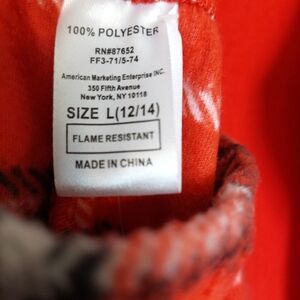 100% POLYESTER
RN#87652
FF3-71/5-74
American Marketing Enterprise INC.
350 Fifth Avenue
New York, NY 10118
SIZE L(12/14)
FLAME RESISTANT
MADE IN CHINA